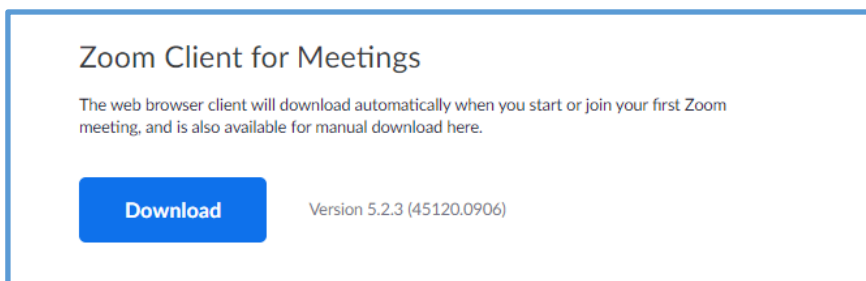 Zoom Client for Meetings
The web browser client will download automatically when you start or join your first Zoom
meeting, and is also available for manual download here.
Download
Version 5.2.3 (45120.0906)